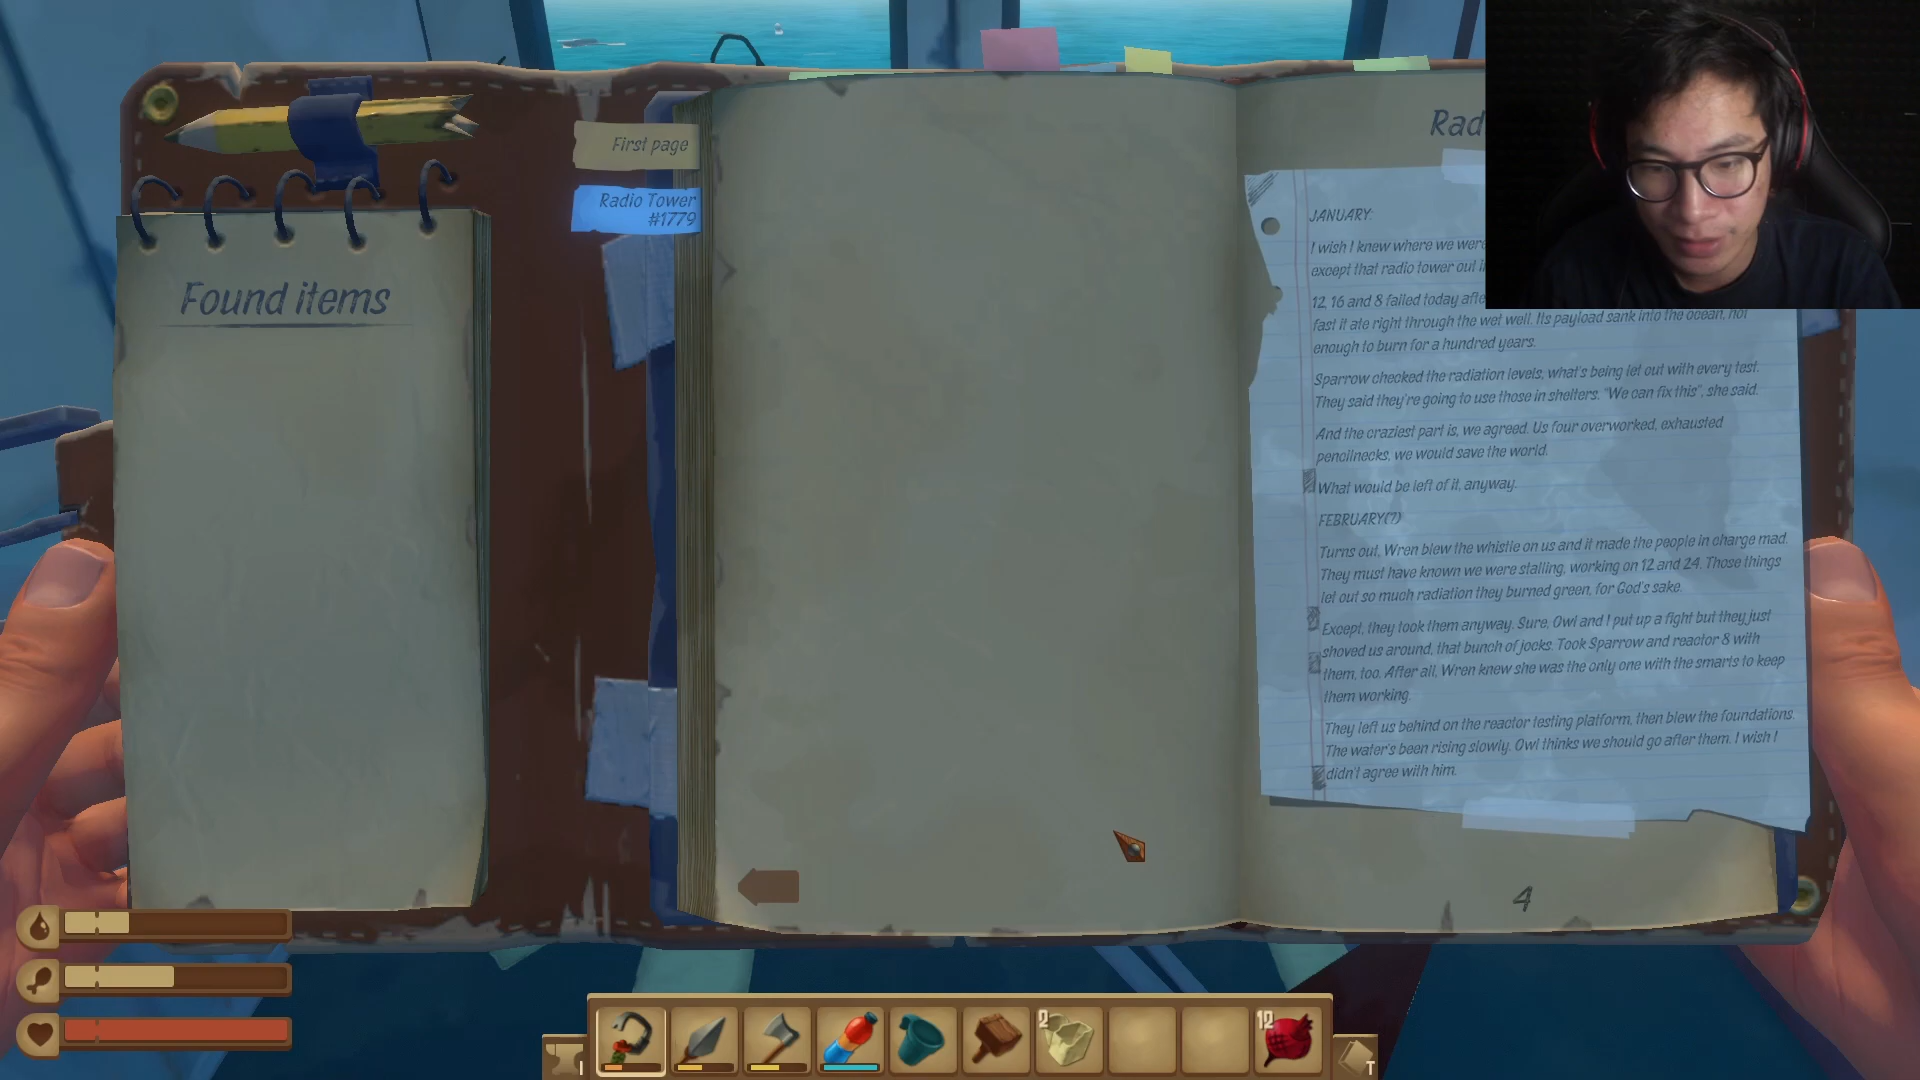 First page
Radio Tower
#1779
Found items
Rad
JANUARY:
I wish I knew where we were
except that radio tower out i
12, 16 and 8 failed today afte
fast it ate right through the wet well. Its payload sank into the ocean, hot
enough to burn for a hundred years.
Sparrow checked the radiation levels, what's being let out with every test.
They said they're going to use those in shelters. "We can fix this", she said.
And the craziest part is, we agreed. Us four overworked, exhausted
pencilnecks, we would save the world.
What would be left of it, anyway.
FEBRUARY(?)
Turns out, Wren blew the whistle on us and it made the people in charge mad.
They must have known we were stalling, working on 12 and 24. Those things
let out so much radiation they burned green, for God's sake.
Except, they took them anyway. Sure, Owl and I put up a fight but they just
shoved us around, that bunch of jocks. Took Sparrow and reactor 8 with
them, too. After all, Wren knew she was the only one with the smarts to keep
them working.
They left us behind on the reactor testing platform, then blew the foundations.
The water's been rising slowly. Owl thinks we should go after them. I wish I
didn't agree with him.
4
2
12
I
T